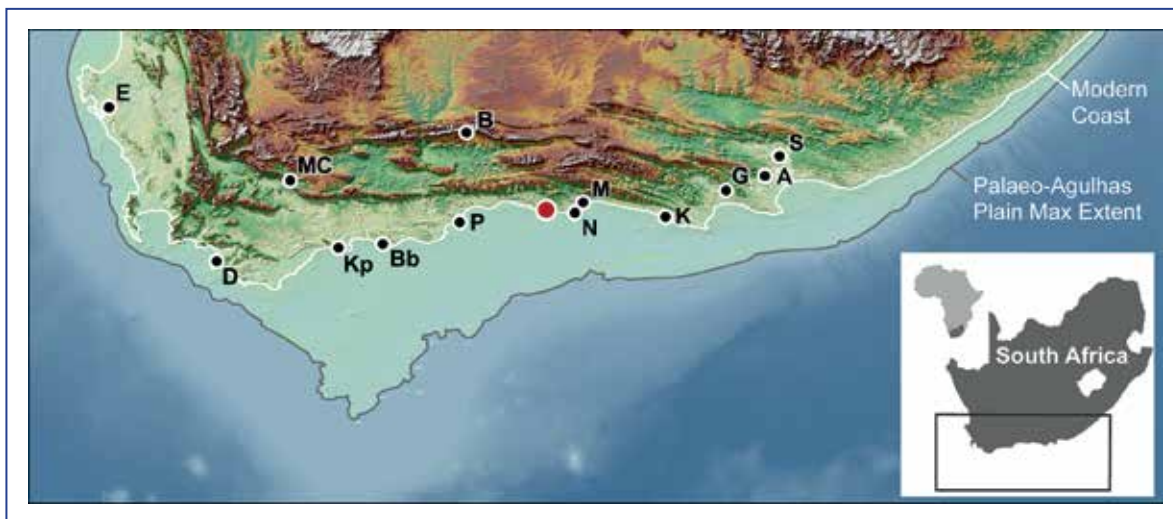 E
B
MC
S
A
G
M
N
K
P
Bb
Kp
D
Modern
Coast
Palaeo-Agulhas
Plain Max Extent
South Africa